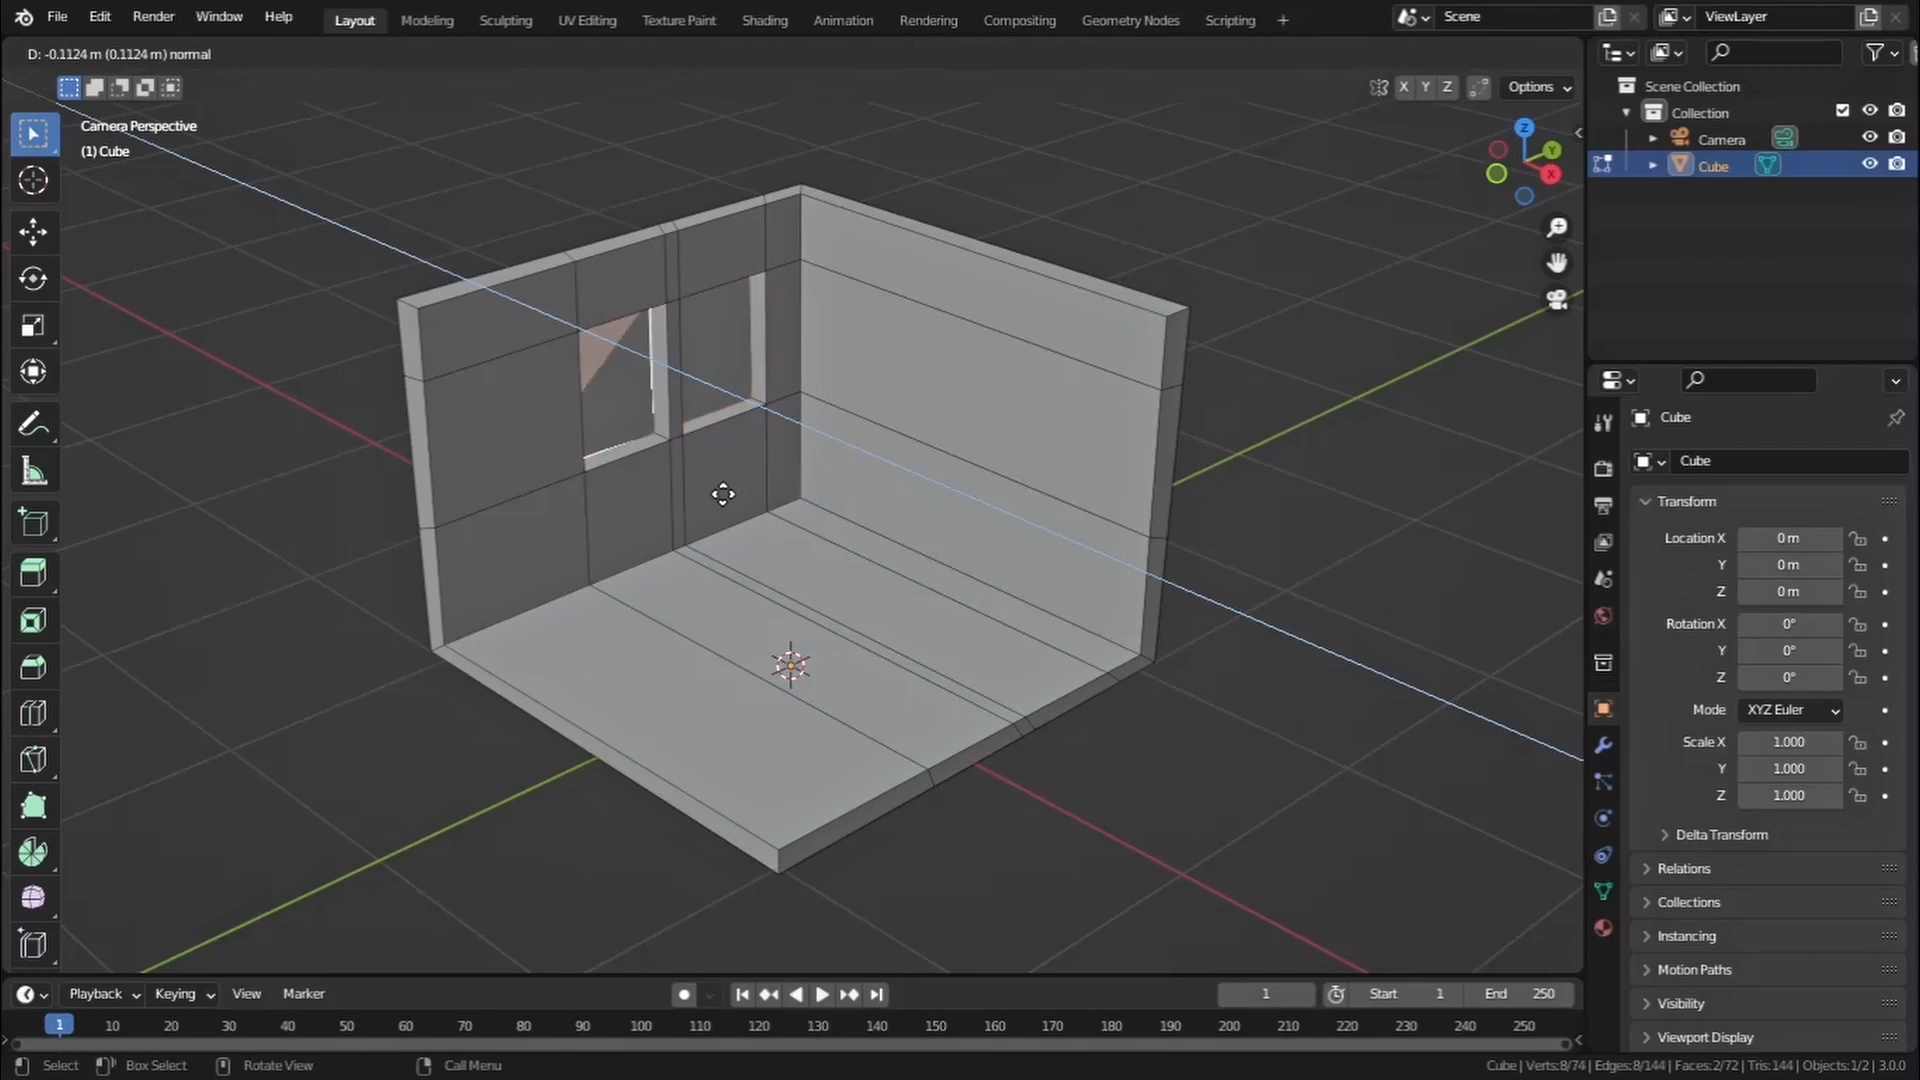 File Edit Render Window Help Layout Modeling Sculpting UV Editing Texture Paint Shading Animation Rendering Compositing Geometry Nodes Scripting + Scene ViewLayer
D: -0.1124 m (0.1124 m) normal
X Y Z Options
Camera Perspective
(1) Cube
Z
Y
X
Scene Collection
Collection
Camera
Cube
Cube
Cube
Transform
Location X 0 m
Y 0 m
Z 0 m
Rotation X 0°
Y 0°
Z 0°
Mode XYZ Euler
Scale X 1.000
Y 1.000
Z 1.000
Delta Transform
Relations
Collections
Instancing
Motion Paths
Visibility
Viewport Display
Playback Keying View Marker 1 Start 1 End 250
1 10 20 30 40 50 60 70 80 90 100 110 120 130 140 150 160 170 180 190 200 210 220 230 240 250
Select Box Select Rotate View Call Menu Cube | Verts:8/74 | Edges:8/144 | Faces:2/72 | Tris:144 | Objects:1/2 | 3.0.0